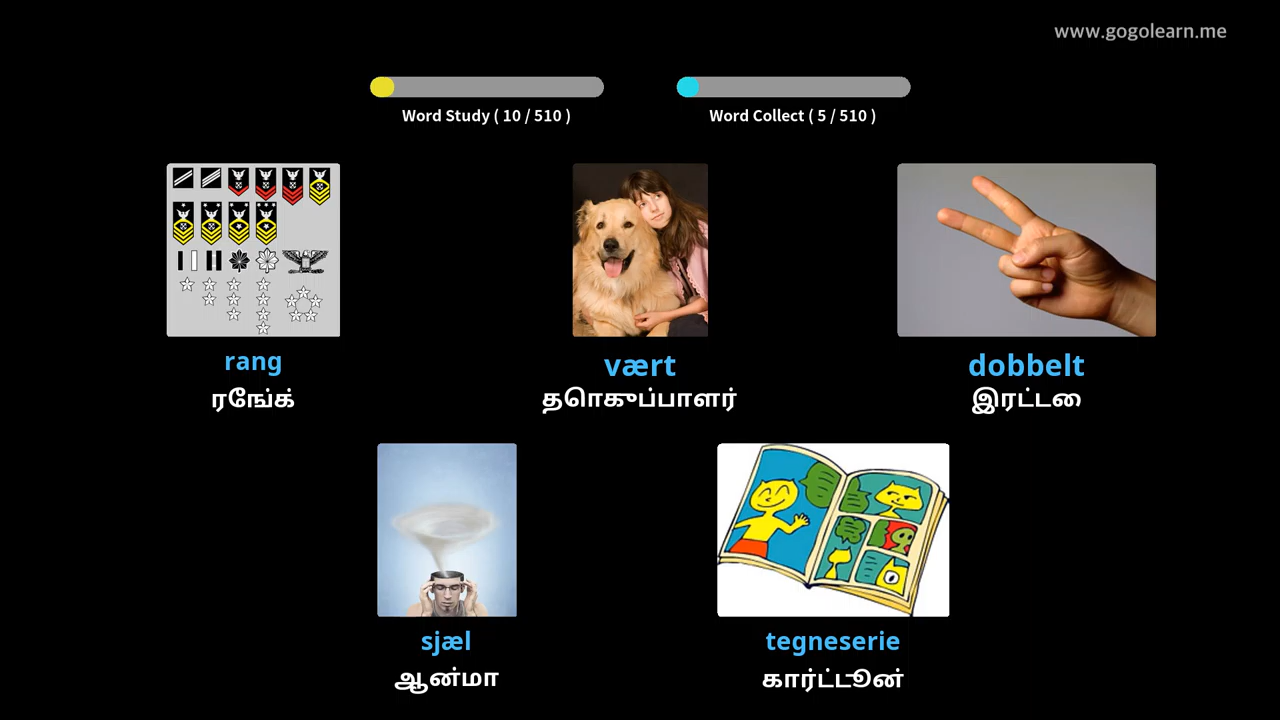 www.gogolearn.me
Word Study ( 10 / 510 )
Word Collect ( 5 / 510 )
rang
vært
dobbelt
ரேங்க்
தொகுப்பாளர்
இரட்டை
sjæl
tegneserie
ஆன்மா
கார்ட்டூன்